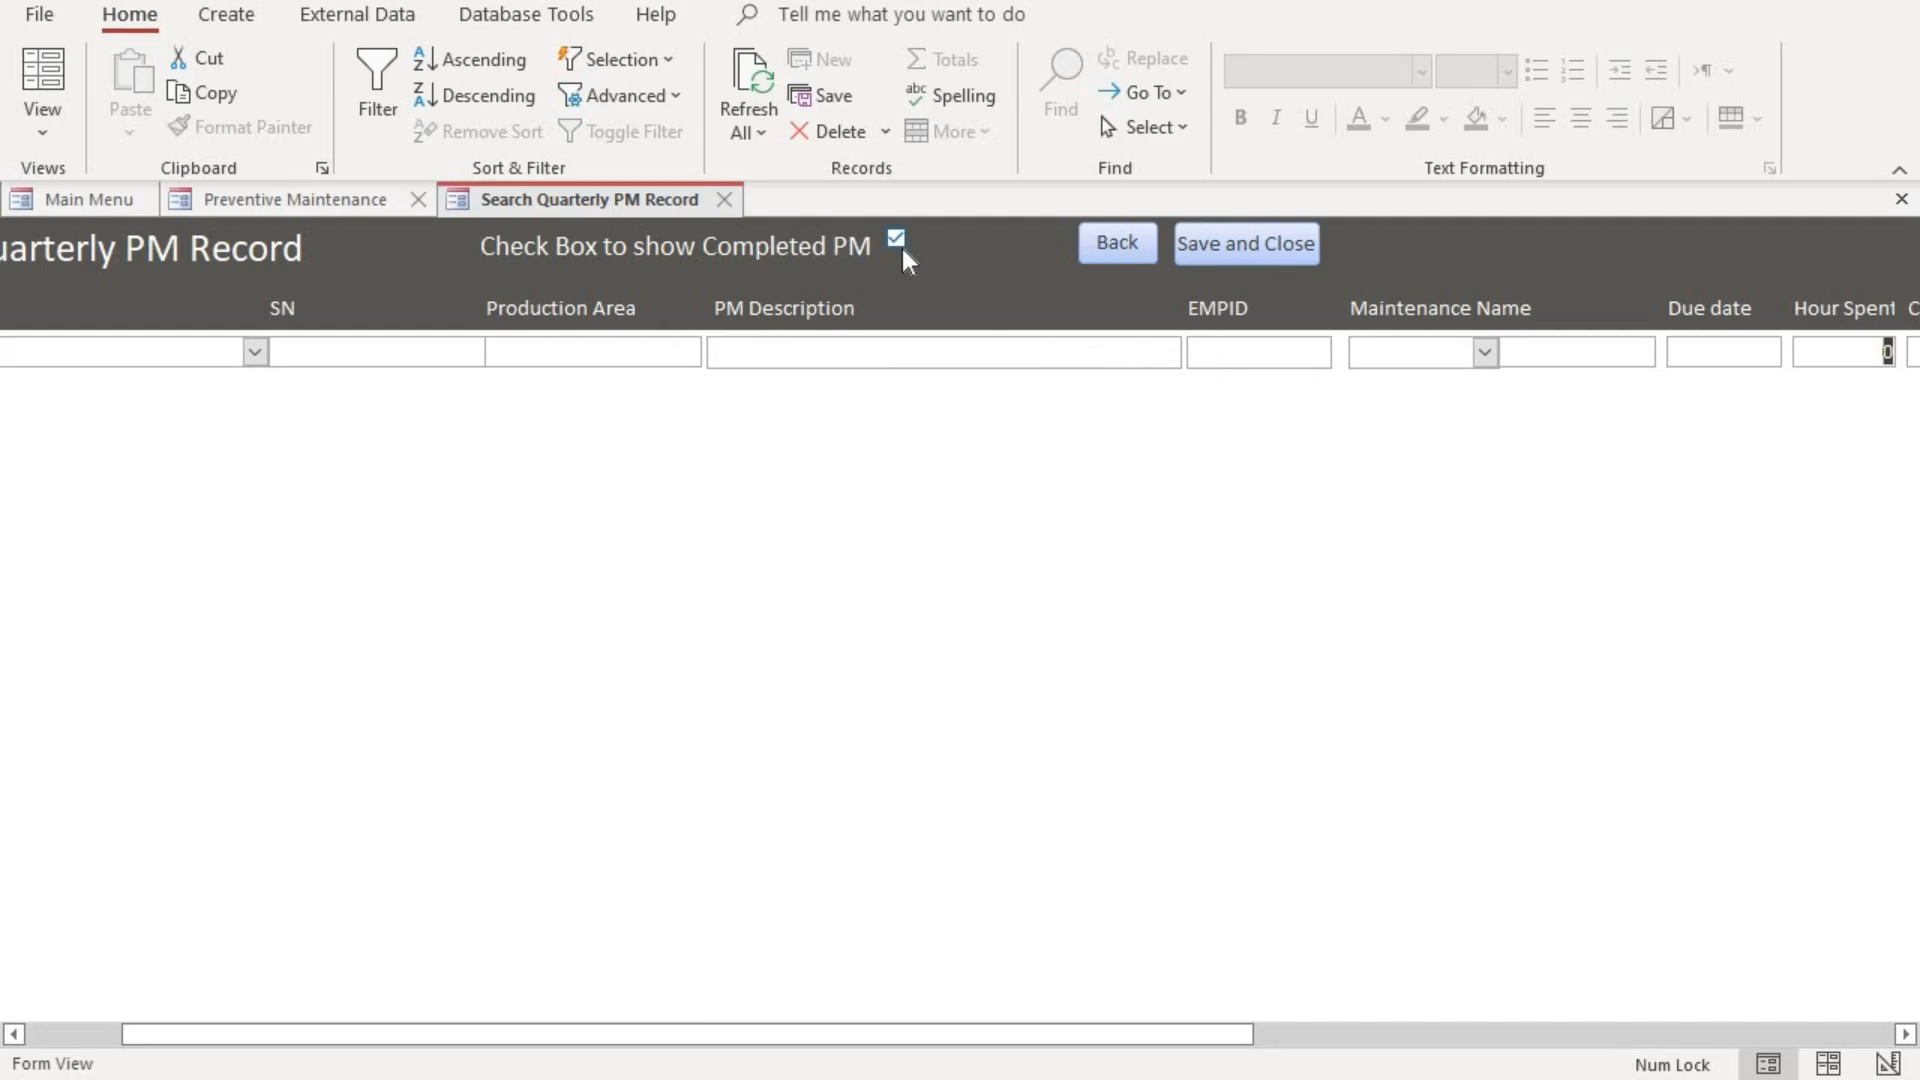 File Home Create External Data Database Tools Help Tell me what you want to do
View Paste Cut Copy Format Painter
Filter Ascending Descending Remove Sort Selection Advanced Toggle Filter
Refresh All New Save Delete Totals Spelling More
Find Replace Go To Select
B I U A
Views Clipboard Sort & Filter Records Find Text Formatting
Main Menu Preventive Maintenance Search Quarterly PM Record
uarterly PM Record Check Box to show Completed PM Back Save and Close
SN Production Area PM Description EMPID Maintenance Name Due date Hour Spent C
0
Form View Num Lock